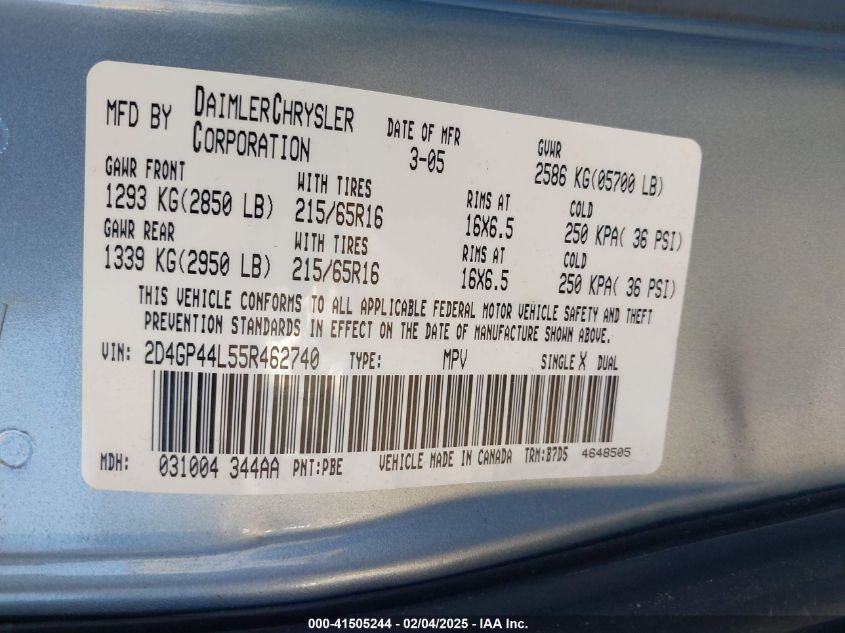 MFD BY DAIMLERCHRYSLER CORPORATION DATE OF MFR 3-05 GVWR 2586 KG(05700 LB)
GAWR FRONT WITH TIRES RIMS AT COLD
1293 KG(2850 LB) 215/65R16 16X6.5 250 KPA( 36 PSI)
GAWR REAR WITH TIRES RIMS AT COLD
1339 KG(2950 LB) 215/65R16 16X6.5 250 KPA( 36 PSI)
THIS VEHICLE CONFORMS TO ALL APPLICABLE FEDERAL MOTOR VEHICLE SAFETY AND THEFT
PREVENTION STANDARDS IN EFFECT ON THE DATE OF MANUFACTURE SHOWN ABOVE.
VIN: 2D4GP44L55R462740 TYPE: MPV SINGLE X DUAL
MDH: 031004 344AA PNT:PBE VEHICLE MADE IN CANADA TRM:B7D5 4648505
000-41505244 - 02/04/2025 - IAA Inc.